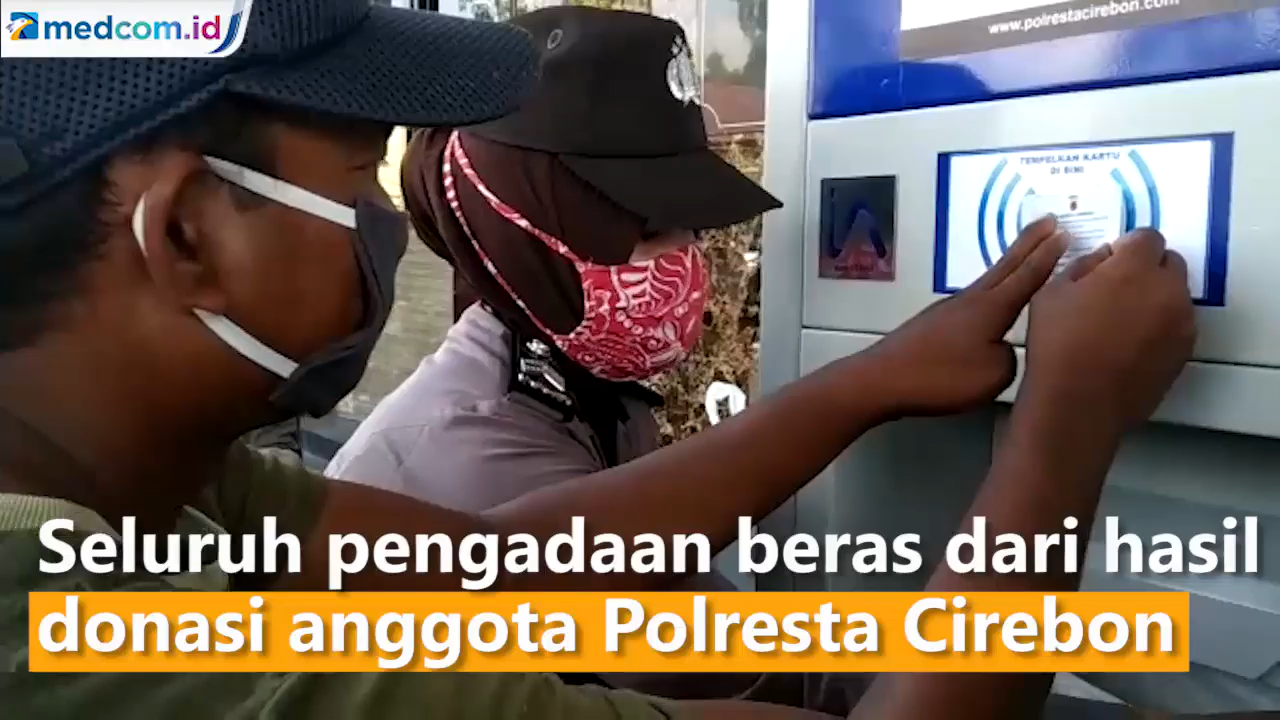 medcom.id
www.polrestacirebon.com
TEMPELKAN KARTU
DI SINI
Seluruh pengadaan beras dari hasil
donasi anggota Polresta Cirebon